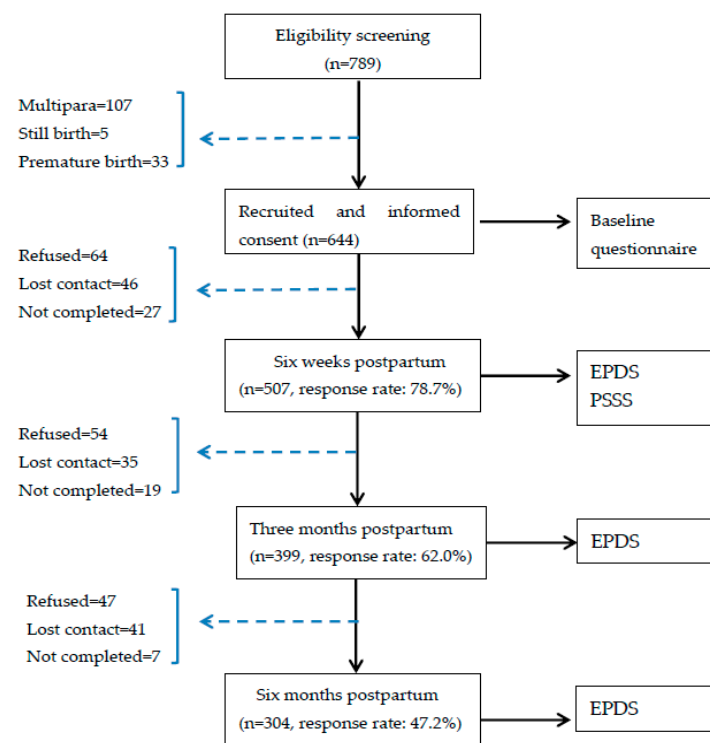 Eligibility screening
(n=789)
Multipara=107
Still birth=5
Premature birth=33
Recruited and informed
consent (n=644)
Baseline
questionnaire
Refused=64
Lost contact=46
Not completed=27
Six weeks postpartum
(n=507, response rate: 78.7%)
EPDS
PSSS
Refused=54
Lost contact=35
Not completed=19
Three months postpartum
(n=399, response rate: 62.0%)
EPDS
Refused=47
Lost contact=41
Not completed=7
Six months postpartum
(n=304, response rate: 47.2%)
EPDS